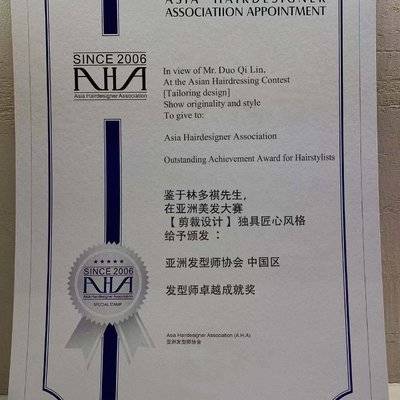 ASIA HAIRDESIGNER
ASSOCIATIION APPOINTMENT
SINCE 2006
AHA
Asia Hairdesigner Association
In view of Mr. Duo Qi Lin,
At the Asian Hairdressing Contest
[Tailoring design]
Show originality and style
To give to:
Asia Hairdesigner Association
Outstanding Achievement Award for Hairstylists
鉴于林多祺先生，
在亚洲美发大赛
【剪裁设计】独具匠心风格
给予颁发：
亚洲发型师协会 中国区
发型师卓越成就奖
SINCE 2006
AHA
Asia Hairdesigner Association
SPECIAL STAMP
Asia Hairdesigner Association (A.H.A)
亚洲发型师协会